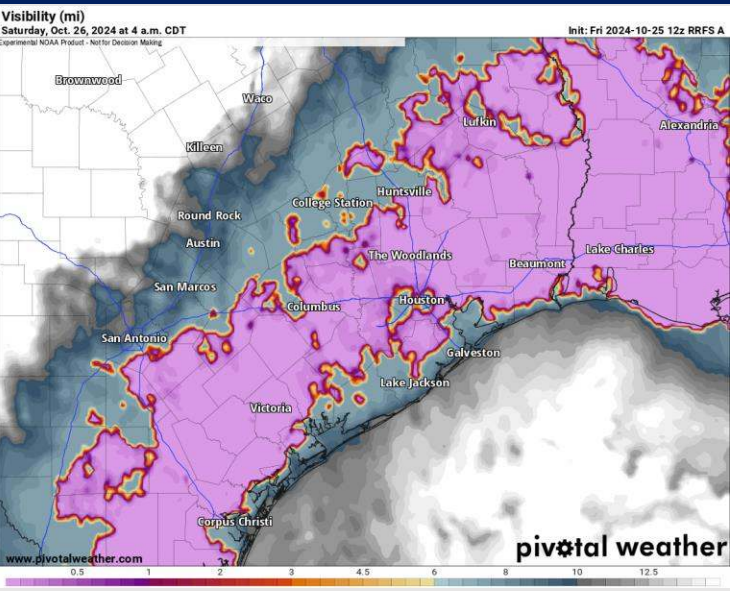 Visibility (mi)
Saturday, Oct. 26, 2024 at 4 a.m. CDT
Init: Fri 2024-10-25 12z RRFS A
Experimental NOAA Product - Not for Decision Making
Brownwood
Waco
Killeen
Lufkin
Alexandria
Huntsville
College Station
Round Rock
Austin
The Woodlands
Lake Charles
Beaumont
San Marcos
Columbus
Houston
San Antonio
Galveston
Lake Jackson
Victoria
Corpus Christi
www.pivotalweather.com
pivotal weather
0.5 1 2 3 4.5 6 8 10 12.5